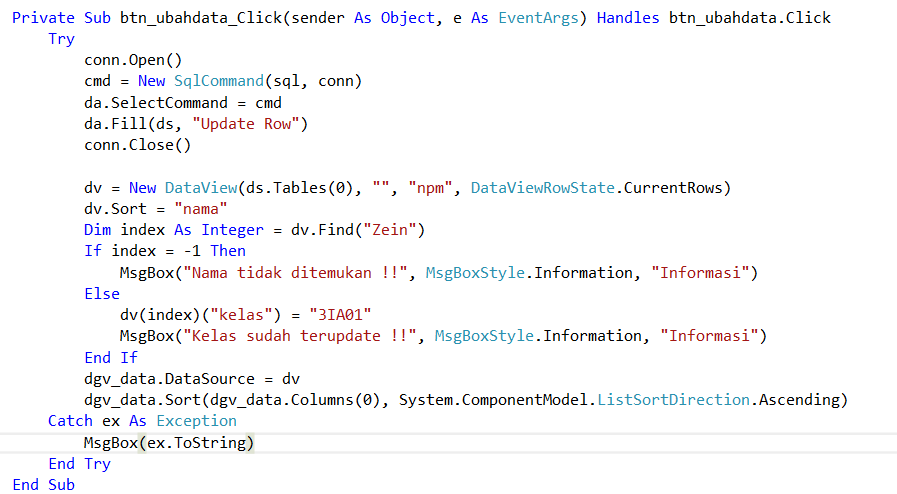 Private Sub btn_ubahdata_Click(sender As Object, e As EventArgs) Handles btn_ubahdata.Click
Try
conn.Open()
cmd = New SqlCommand(sql, conn)
da.SelectCommand = cmd
da.Fill(ds, "Update Row")
conn.Close()
dv = New DataView(ds.Tables(0), "", "npm", DataViewRowState.CurrentRows)
dv.Sort = "nama"
Dim index As Integer = dv.Find("Zein")
If index = -1 Then
MsgBox("Nama tidak ditemukan !!", MsgBoxStyle.Information, "Informasi")
Else
dv(index)("kelas") = "3IA01"
MsgBox("Kelas sudah terupdate !!", MsgBoxStyle.Information, "Informasi")
End If
dgv_data.DataSource = dv
dgv_data.Sort(dgv_data.Columns(0), System.ComponentModel.ListSortDirection.Ascending)
Catch ex As Exception
MsgBox(ex.ToString)
End Try
End Sub